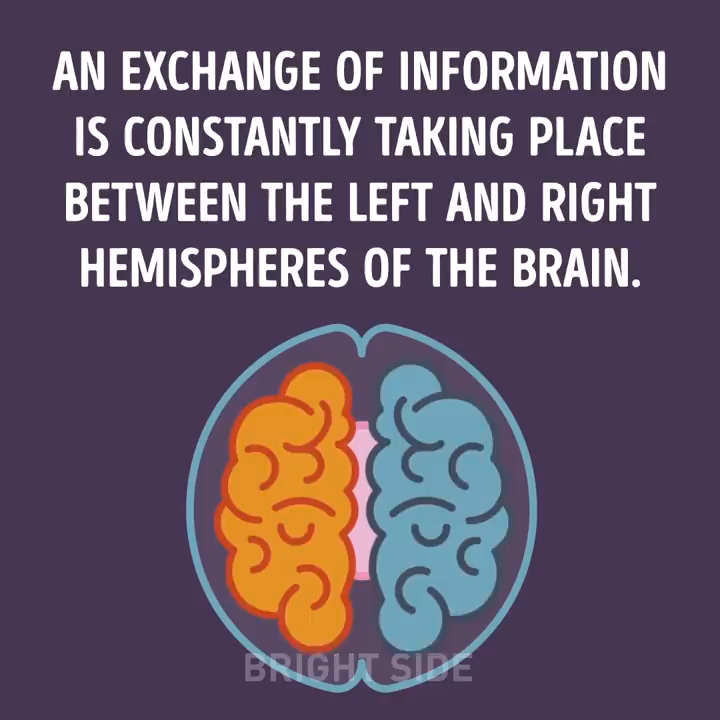 AN EXCHANGE OF INFORMATION
IS CONSTANTLY TAKING PLACE
BETWEEN THE LEFT AND RIGHT
HEMISPHERES OF THE BRAIN.
BRIGHT SIDE